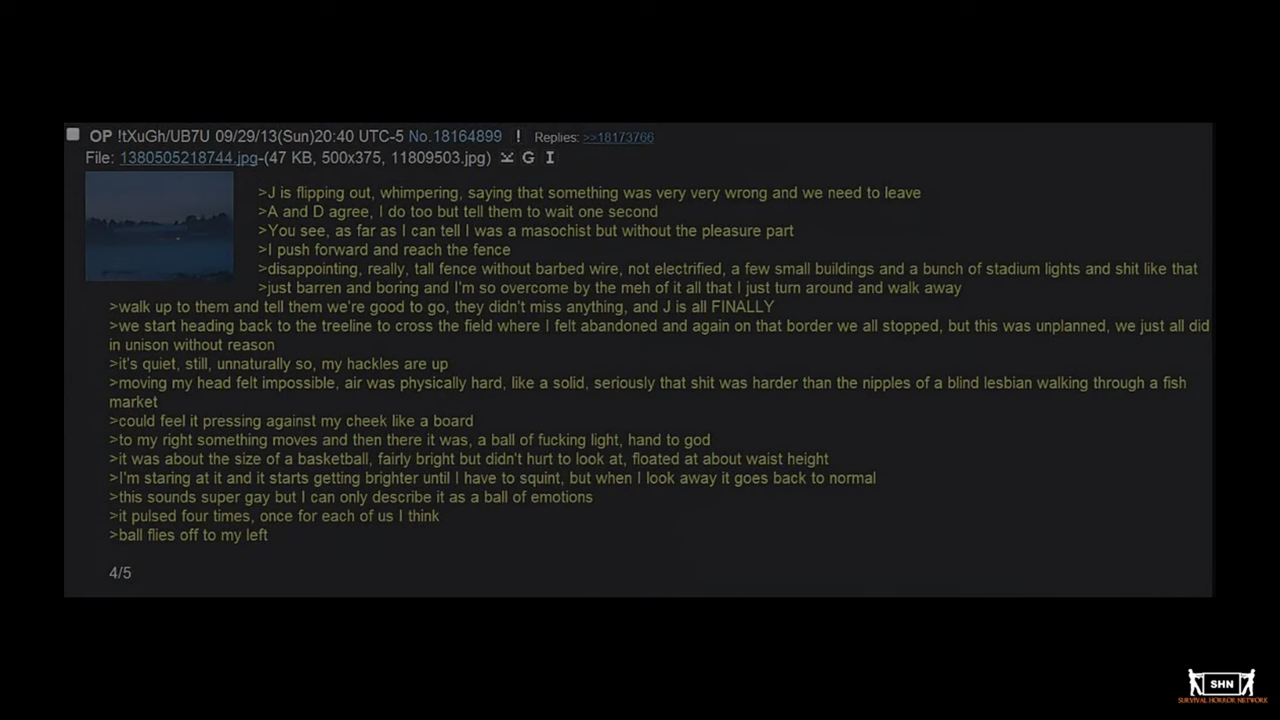 OP !tXuGh/UB7U 09/29/13(Sun)20:40 UTC-5 No.18164899 ! Replies: >>18173766
File: 1380505218744.jpg-(47 KB, 500x375, 11809503.jpg) G I
>J is flipping out, whimpering, saying that something was very very wrong and we need to leave
>A and D agree, I do too but tell them to wait one second
>You see, as far as I can tell I was a masochist but without the pleasure part
>I push forward and reach the fence
>disappointing, really, tall fence without barbed wire, not electrified, a few small buildings and a bunch of stadium lights and shit like that
>just barren and boring and I'm so overcome by the meh of it all that I just turn around and walk away
>walk up to them and tell them we're good to go, they didn't miss anything, and J is all FINALLY
>we start heading back to the treeline to cross the field where I felt abandoned and again on that border we all stopped, but this was unplanned, we just all did
in unison without reason
>it's quiet, still, unnaturally so, my hackles are up
>moving my head felt impossible, air was physically hard, like a solid, seriously that shit was harder than the nipples of a blind lesbian walking through a fish
market
>could feel it pressing against my cheek like a board
>to my right something moves and then there it was, a ball of fucking light, hand to god
>it was about the size of a basketball, fairly bright but didn't hurt to look at, floated at about waist height
>I'm staring at it and it starts getting brighter until I have to squint, but when I look away it goes back to normal
>this sounds super gay but I can only describe it as a ball of emotions
>it pulsed four times, once for each of us I think
>ball flies off to my left
4/5
SHN
SURVIVAL HORROR NETWORK